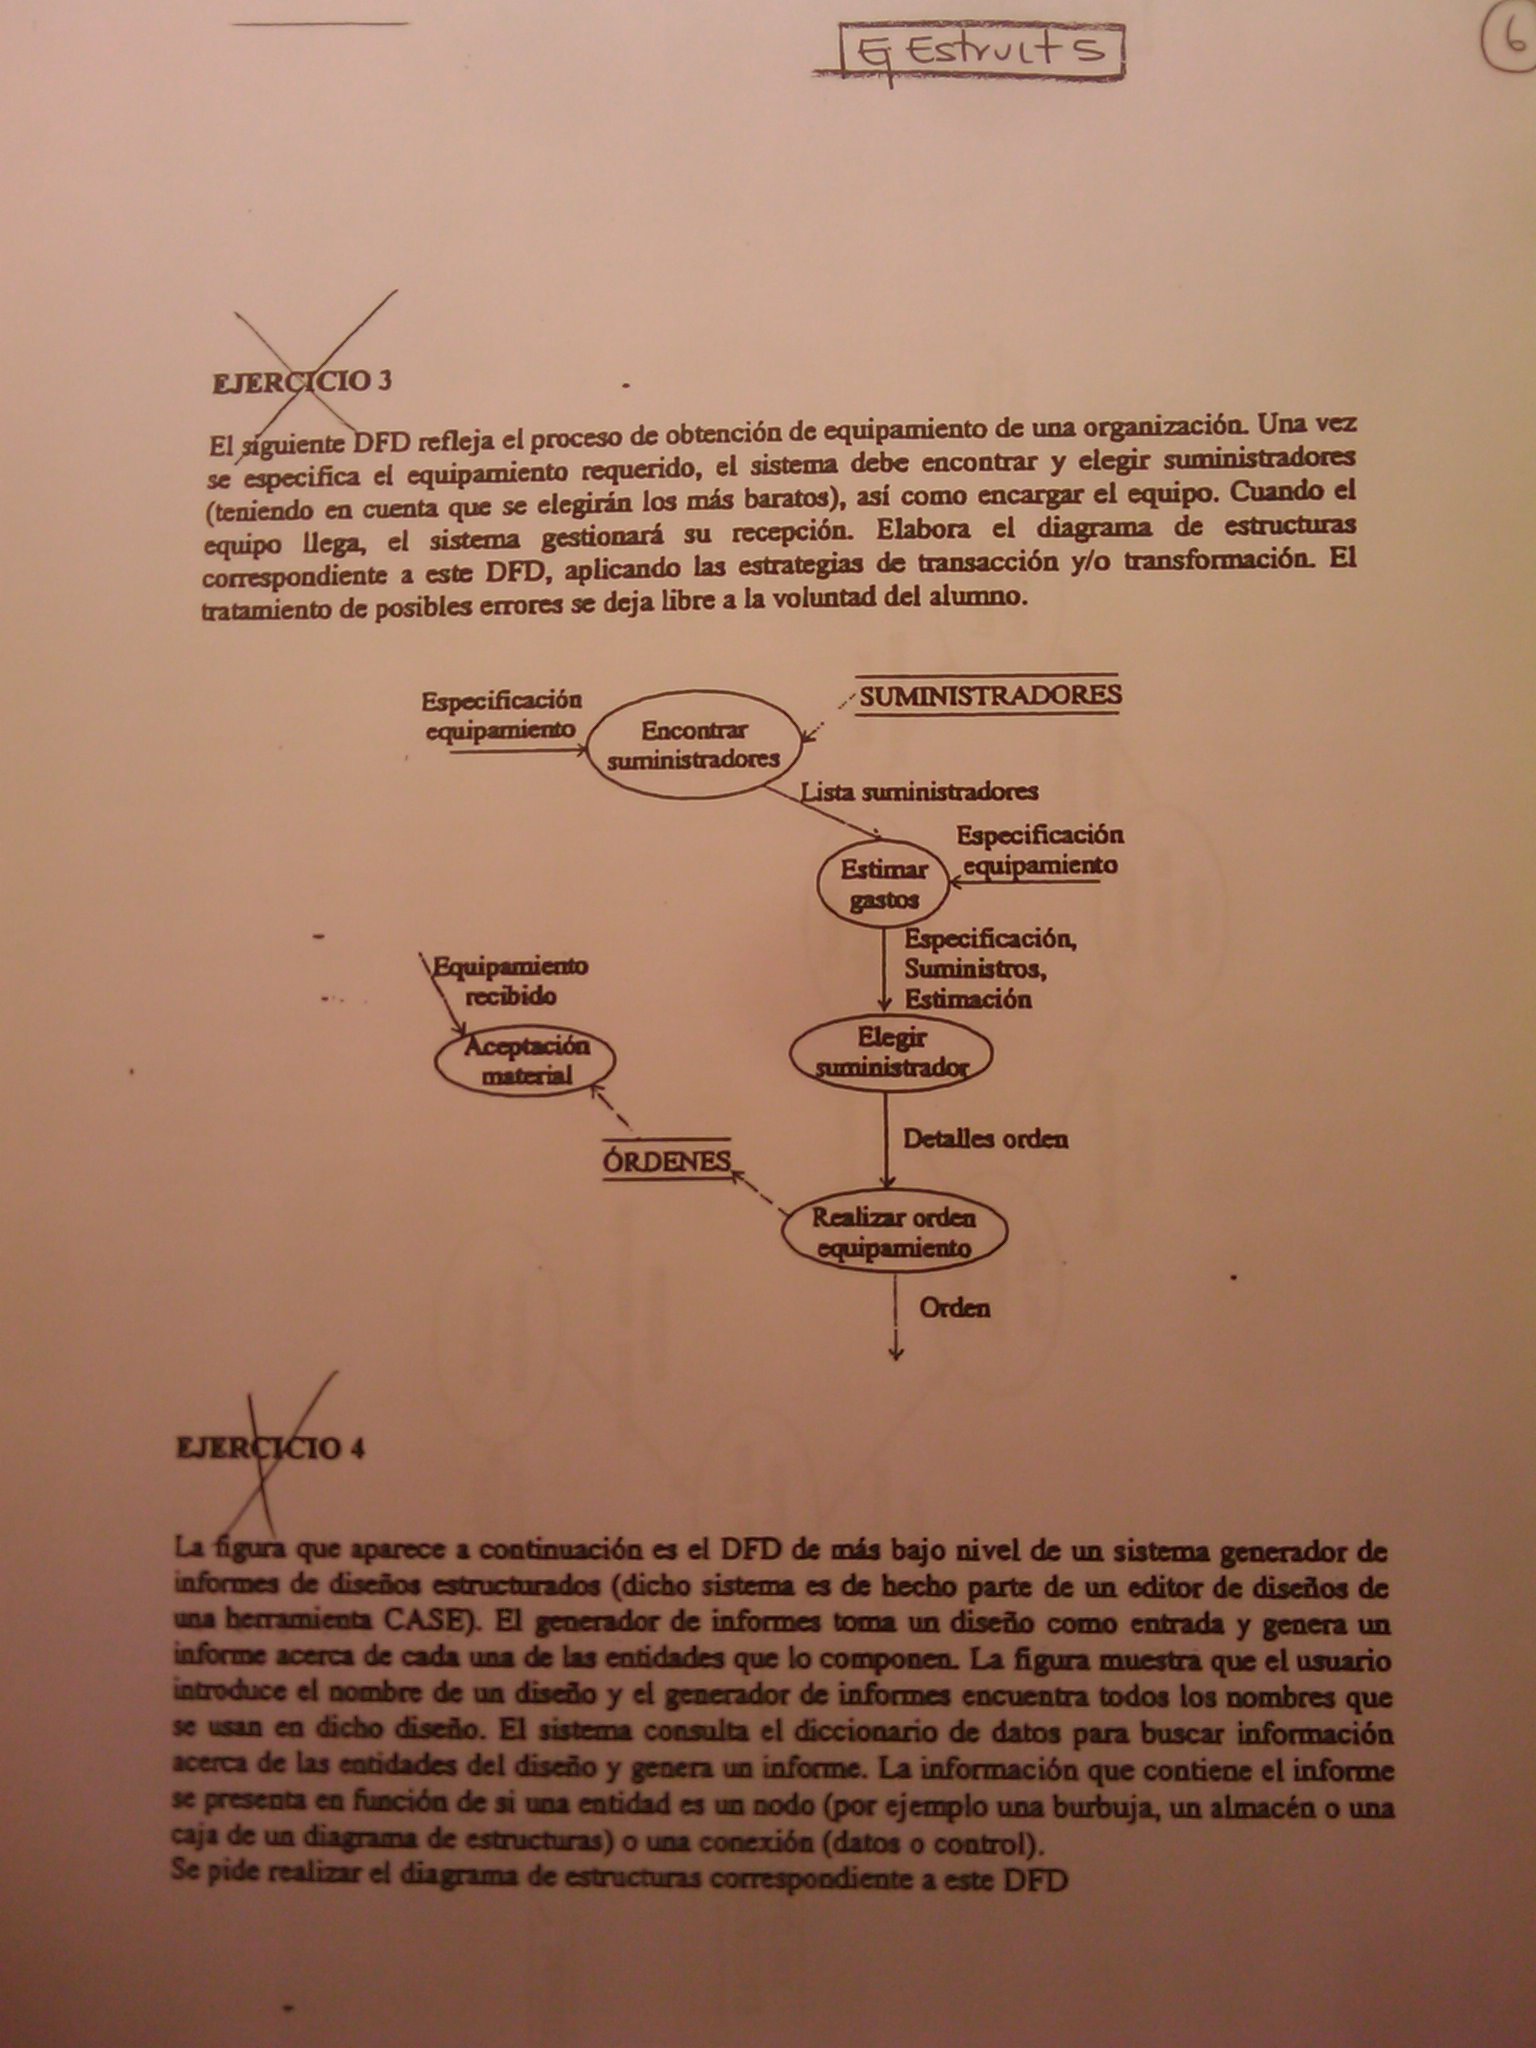 Ej Estruct S
6
EJERCICIO 3
El siguiente DFD refleja el proceso de obtención de equipamiento de una organización. Una vez
se especifica el equipamiento requerido, el sistema debe encontrar y elegir suministradores
(teniendo en cuenta que se elegirán los más baratos), así como encargar el equipo. Cuando el
equipo llega, el sistema gestionará su recepción. Elabora el diagrama de estructuras
correspondiente a este DFD, aplicando las estrategias de transacción y/o transformación. El
tratamiento de posibles errores se deja libre a la voluntad del alumno.
Especificación
equipamiento
Encontrar
suministradores
SUMINISTRADORES
Lista suministradores
Especificación
equipamiento
Estimar
gastos
Especificación,
Suministros,
Estimación
Equipamiento
recibido
Aceptación
material
Elegir
suministrador
Detalles orden
ÓRDENES
Realizar orden
equipamiento
Orden
EJERCICIO 4
La figura que aparece a continuación es el DFD de más bajo nivel de un sistema generador de
informes de diseños estructurados (dicho sistema es de hecho parte de un editor de diseños de
una herramienta CASE). El generador de informes toma un diseño como entrada y genera un
informe acerca de cada una de las entidades que lo componen. La figura muestra que el usuario
introduce el nombre de un diseño y el generador de informes encuentra todos los nombres que
se usan en dicho diseño. El sistema consulta el diccionario de datos para buscar información
acerca de las entidades del diseño y genera un informe. La información que contiene el informe
se presenta en función de si una entidad es un nodo (por ejemplo una burbuja, un almacén o una
caja de un diagrama de estructuras) o una conexión (datos o control).
Se pide realizar el diagrama de estructuras correspondiente a este DFD